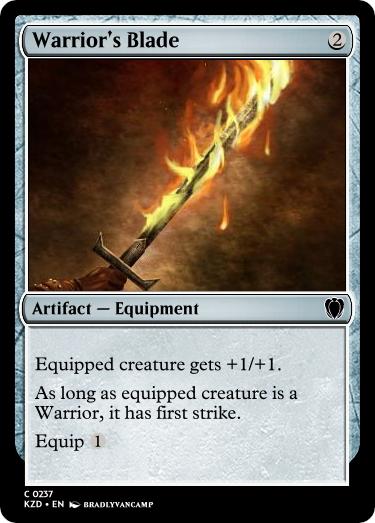 Warrior's Blade 2
Artifact — Equipment
Equipped creature gets +1/+1.
As long as equipped creature is a
Warrior, it has first strike.
Equip 1
C 0237
KZD • EN BRADLYVANCAMP